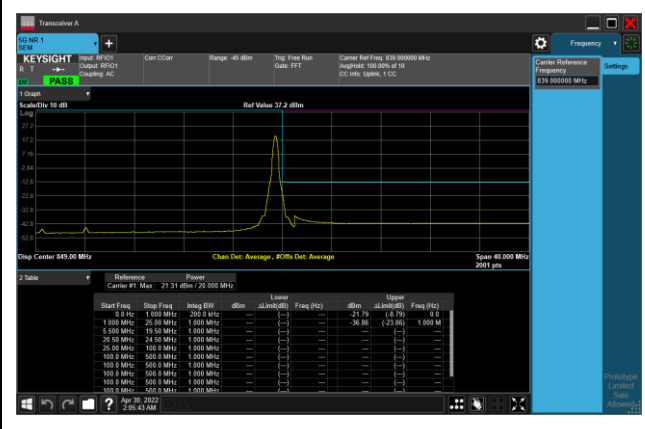 Transceiver A
5G NR 1
SEM
Frequency
KEYSIGHT
R T
PASS
Input: RFIO1
Output: RFIO1
Coupling: AC
Corr CCorr
Range: -45 dBm
Trig: Free Run
Gate: FFT
Carrier Ref Freq: 839.000000 MHz
Avg|Hold: 100.00% of 10
CC Info: Uplink, 1 CC
Carrier Reference
Frequency
839.000000 MHz
Settings
1 Graph
Scale/Div 10 dB
Ref Value 37.2 dBm
Log
27.2
17.2
7.16
-2.84
-12.8
-22.8
-32.8
-42.8
-52.8
Disp Center 849.00 MHz
Chan Det: Average, #Offs Det: Average
Span 40.000 MHz
2001 pts
2 Table
Reference Power
Carrier #1 Max 21.31 dBm / 20.000 MHz
Lower Upper
Start Freq Stop Freq Integ BW dBm ΔLimit(dB) Freq (Hz) dBm ΔLimit(dB) Freq (Hz)
0.0 Hz 1.000 MHz 200.0 kHz --- (---) --- -21.79 (-8.79) 0.0
1.000 MHz 25.00 MHz 1.000 MHz --- (---) --- -36.86 (-23.86) 1.000 M
5.500 MHz 19.50 MHz 1.000 MHz --- (---) --- --- (---) ---
20.50 MHz 24.50 MHz 1.000 MHz --- (---) --- --- (---) ---
25.00 MHz 100.0 MHz 1.000 MHz --- (---) --- --- (---) ---
100.0 MHz 500.0 MHz 1.000 MHz --- (---) --- --- (---) ---
100.0 MHz 500.0 MHz 1.000 MHz --- (---) --- --- (---) ---
100.0 MHz 500.0 MHz 1.000 MHz --- (---) --- --- (---) ---
100.0 MHz 500.0 MHz 1.000 MHz --- (---) --- --- (---) ---
Prototype
Limited
Sale
Allowed
Apr 30, 2022
2:05:43 AM